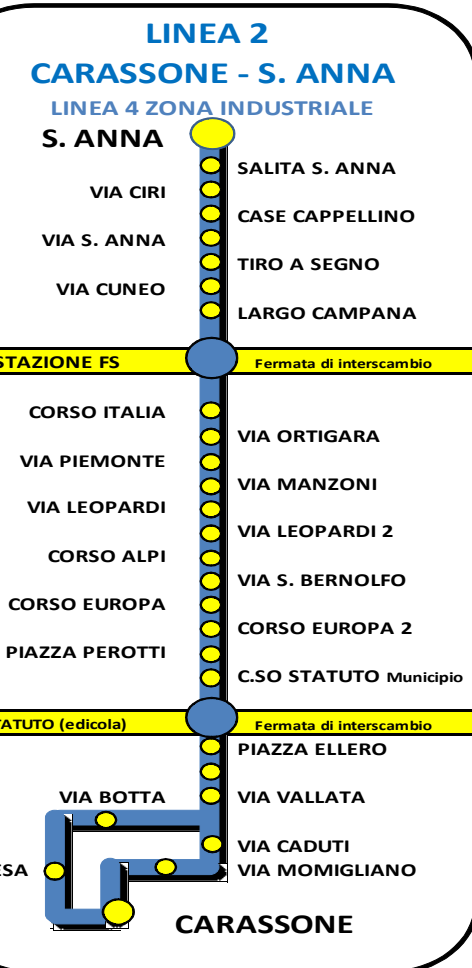 LINEA 2
CARASSONE - S. ANNA
LINEA 4 ZONA INDUSTRIALE
S. ANNA
SALITA S. ANNA
VIA CIRI
CASE CAPPELLINO
VIA S. ANNA
TIRO A SEGNO
VIA CUNEO
LARGO CAMPANA
STAZIONE FS Fermata di interscambio
CORSO ITALIA
VIA ORTIGARA
VIA PIEMONTE
VIA MANZONI
VIA LEOPARDI
VIA LEOPARDI 2
CORSO ALPI
VIA S. BERNOLFO
CORSO EUROPA
CORSO EUROPA 2
PIAZZA PEROTTI
C.SO STATUTO Municipio
(edicola) Fermata di interscambio
PIAZZA ELLERO
VIA BOTTA VIA VALLATA
VIA CADUTI
VIA MOMIGLIANO
CARASSONE